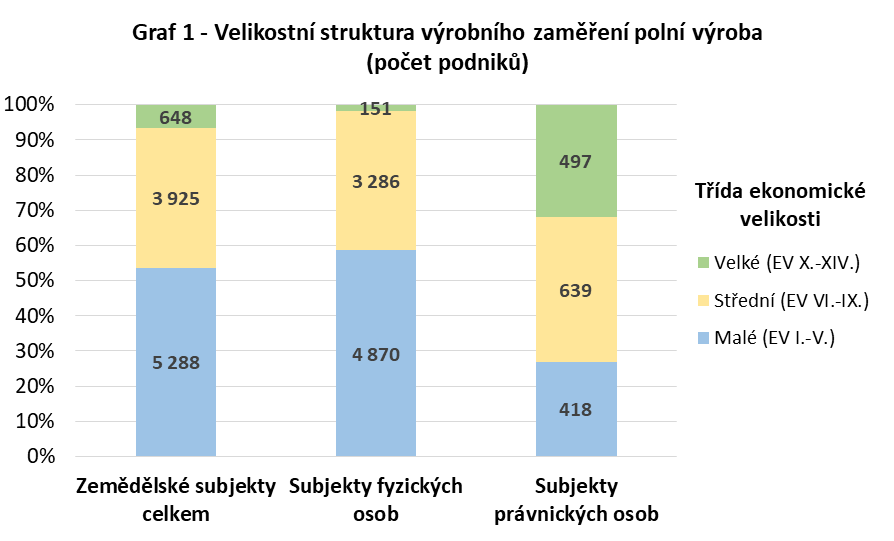 Graf 1 - Velikostní struktura výrobního zaměření polní výroba
(počet podniků)
100%
90%
80%
70%
60%
50%
40%
30%
20%
10%
0%
648
3 925
5 288
151
3 286
4 870
497
639
418
Zemědělské subjekty
celkem
Subjekty fyzických
osob
Subjekty
právnických osob
Třída ekonomické
velikosti
Velké (EV X.-XIV.)
Střední (EV VI.-IX.)
Malé (EV I.-V.)